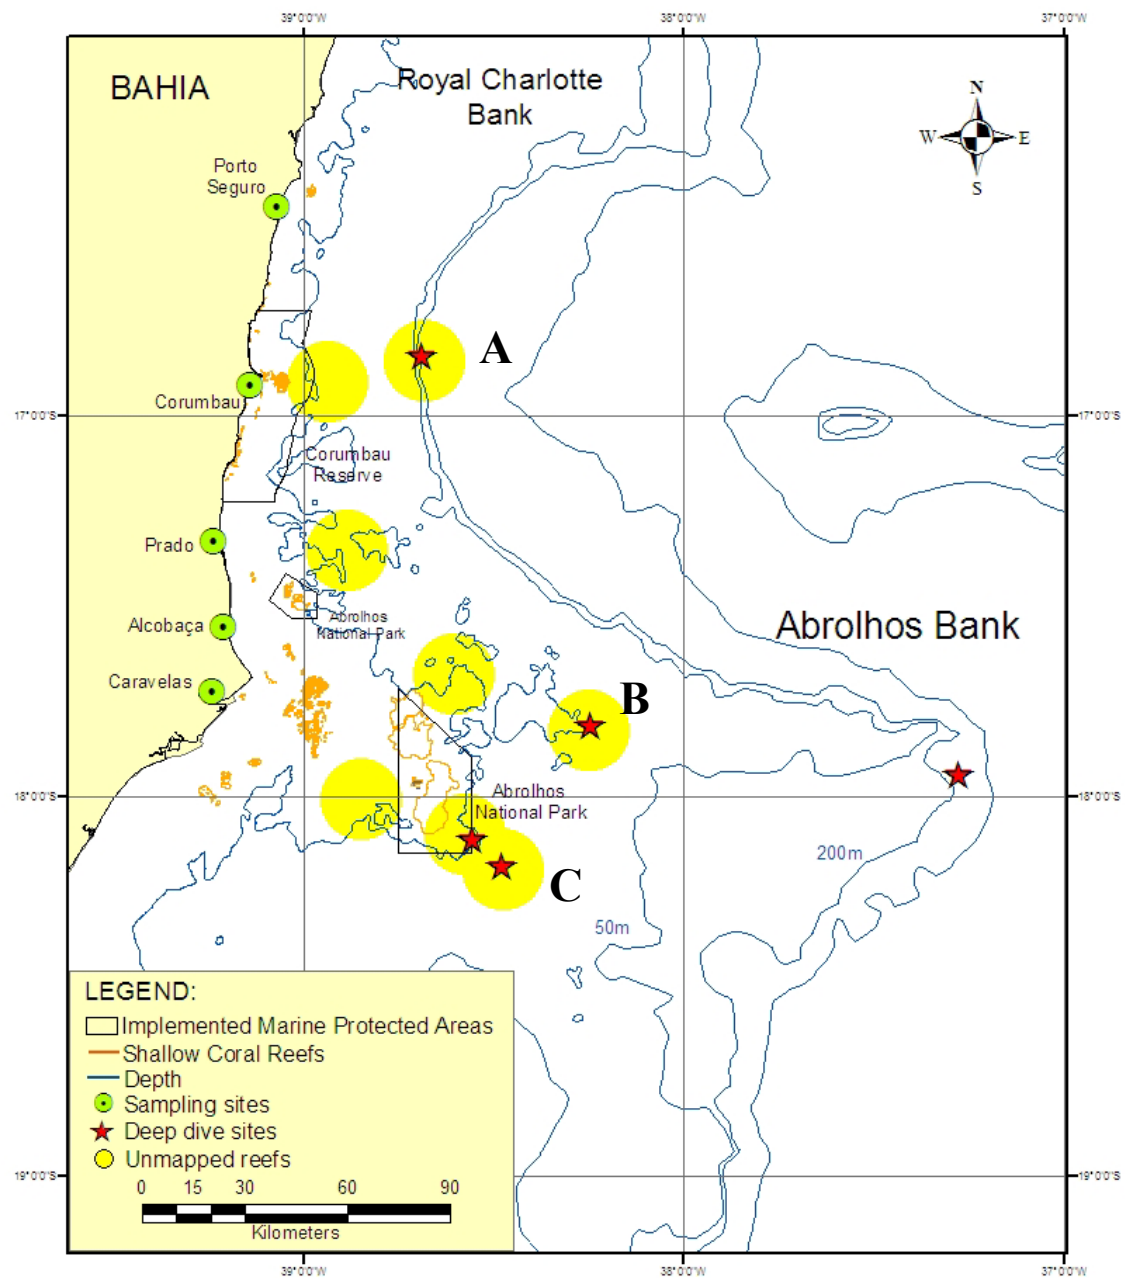 39°0'0"W
38°0'0"W
37°0'0"W
BAHIA
Royal Charlotte
Bank
N
W
E
S
Porto
Seguro
A
Corumbau
17°0'0"S
17°0'0"S
Corumbau
Reserve
Prado
Alcobaça
Abrolhos
National Park
Abrolhos Bank
Caravelas
B
Abrolhos
National Park
18°0'0"S
18°0'0"S
200m
C
50m
LEGEND:
Implemented Marine Protected Areas
Shallow Coral Reefs
Depth
Sampling sites
Deep dive sites
Unmapped reefs
0 15 30 60 90
Kilometers
19°0'0"S
19°0'0"S
39°0'0"W
38°0'0"W
37°0'0"W